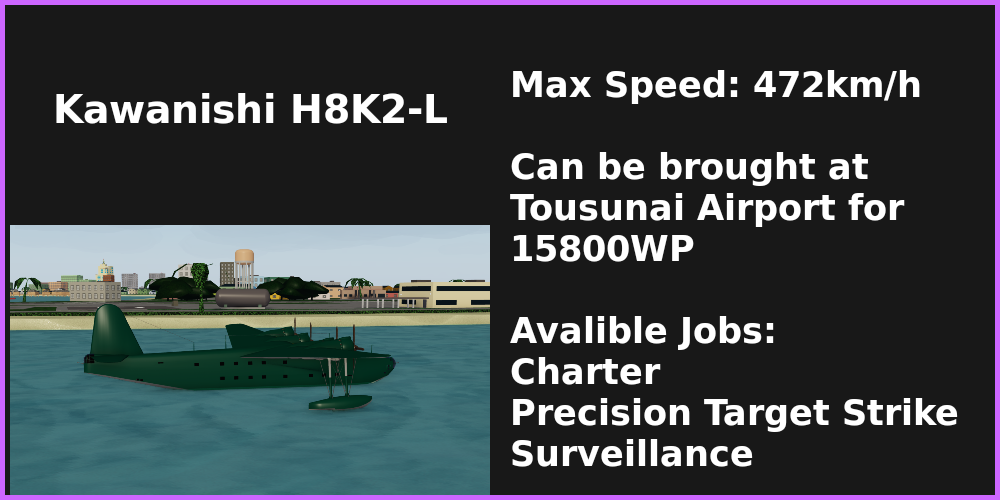 Kawanishi H8K2-L
Max Speed: 472km/h
Can be brought at
Tousunai Airport for
15800WP
Avalible Jobs:
Charter
Precision Target Strike
Surveillance